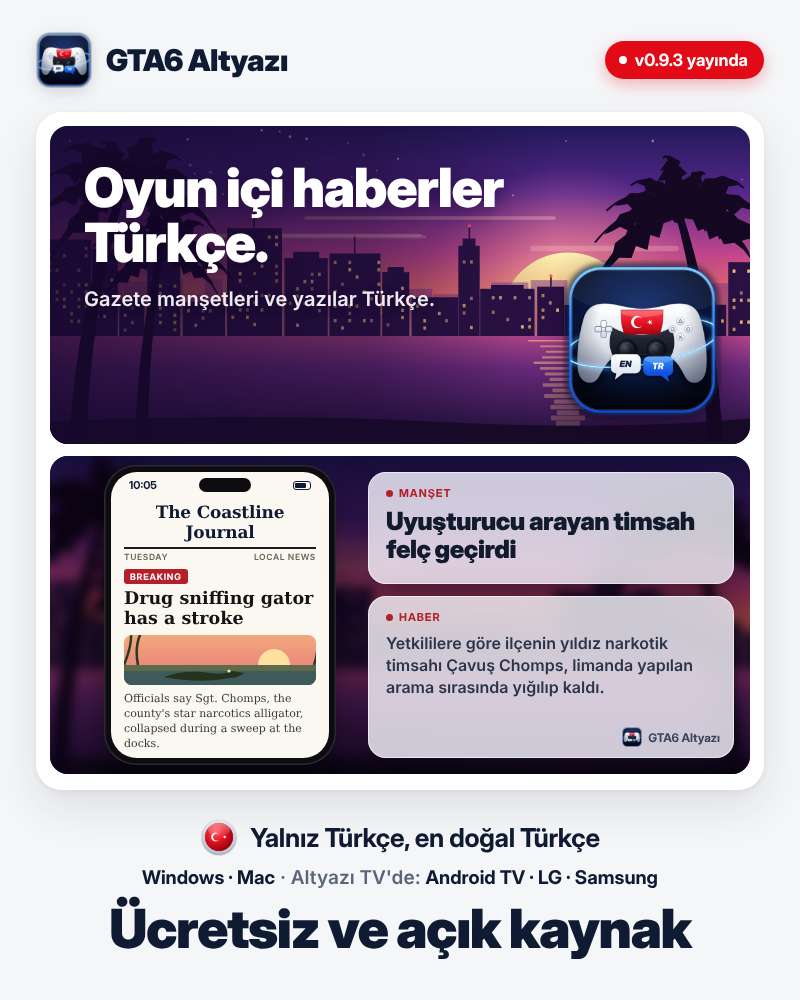 GTA6 Altyazı
v0.9.3 yayında
Oyun içi haberler
Türkçe.
Gazete manşetleri ve yazılar Türkçe.
EN
TR
10:05
The Coastline
Journal
TUESDAY
LOCAL NEWS
BREAKING
Drug sniffing gator
has a stroke
Officials say Sgt. Chomps, the
county's star narcotics alligator,
collapsed during a sweep at the
docks.
MANŞET
Uyuşturucu arayan timsah
felç geçirdi
HABER
Yetkililere göre ilçenin yıldız narkotik
timsahı Çavuş Chomps, limanda yapılan
arama sırasında yığılıp kaldı.
GTA6 Altyazı
Yalnız Türkçe, en doğal Türkçe
Windows · Mac · Altyazı TV'de: Android TV · LG · Samsung
Ücretsiz ve açık kaynak